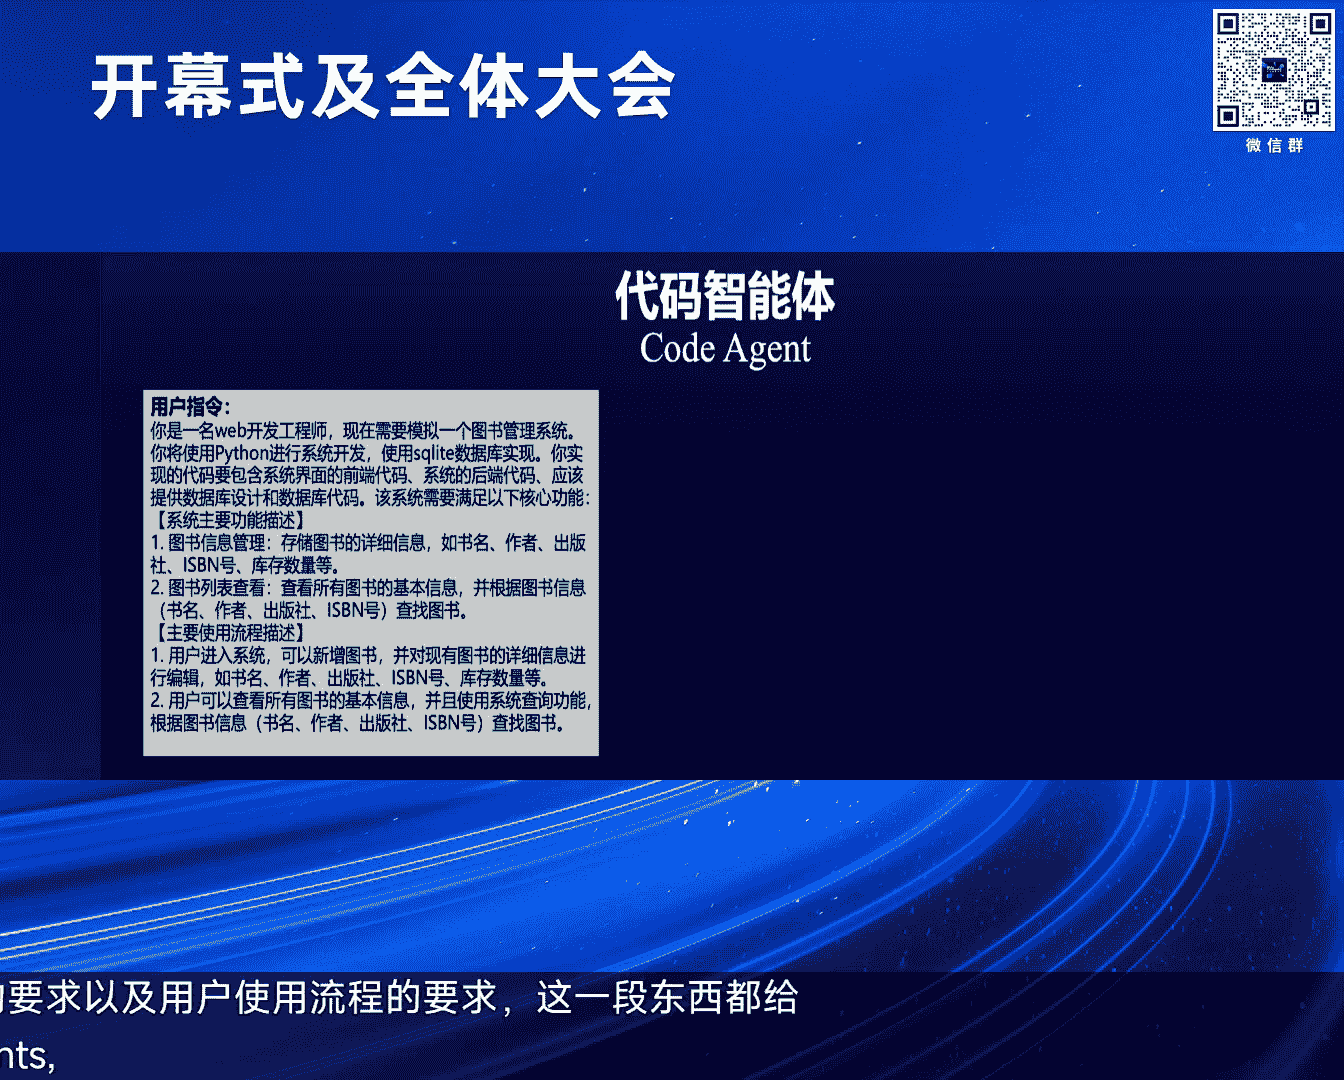 开幕式及全体大会
微信群
代码智能体
Code Agent
用户指令：
你是一名web开发工程师，现在需要模拟一个图书管理系统。
你将使用Python进行系统开发，使用sqlite数据库实现。你实
现的代码要包含系统界面的前端代码、系统的后端代码、应该
提供数据库设计和数据库代码。该系统需要满足以下核心功能：
【系统主要功能描述】
1. 图书信息管理：存储图书的详细信息，如书名、作者、出版
社、ISBN号、库存数量等。
2. 图书列表查看：查看所有图书的基本信息，并根据图书信息
（书名、作者、出版社、ISBN号）查找图书。
【主要使用流程描述】
1. 用户进入系统，可以新增图书，并对现有图书的详细信息进
行编辑，如书名、作者、出版社、ISBN号、库存数量等。
2. 用户可以查看所有图书的基本信息，并且使用系统查询功能，
根据图书信息（书名、作者、出版社、ISBN号）查找图书。
要求以及用户使用流程的要求，这一段东西都给
nts,